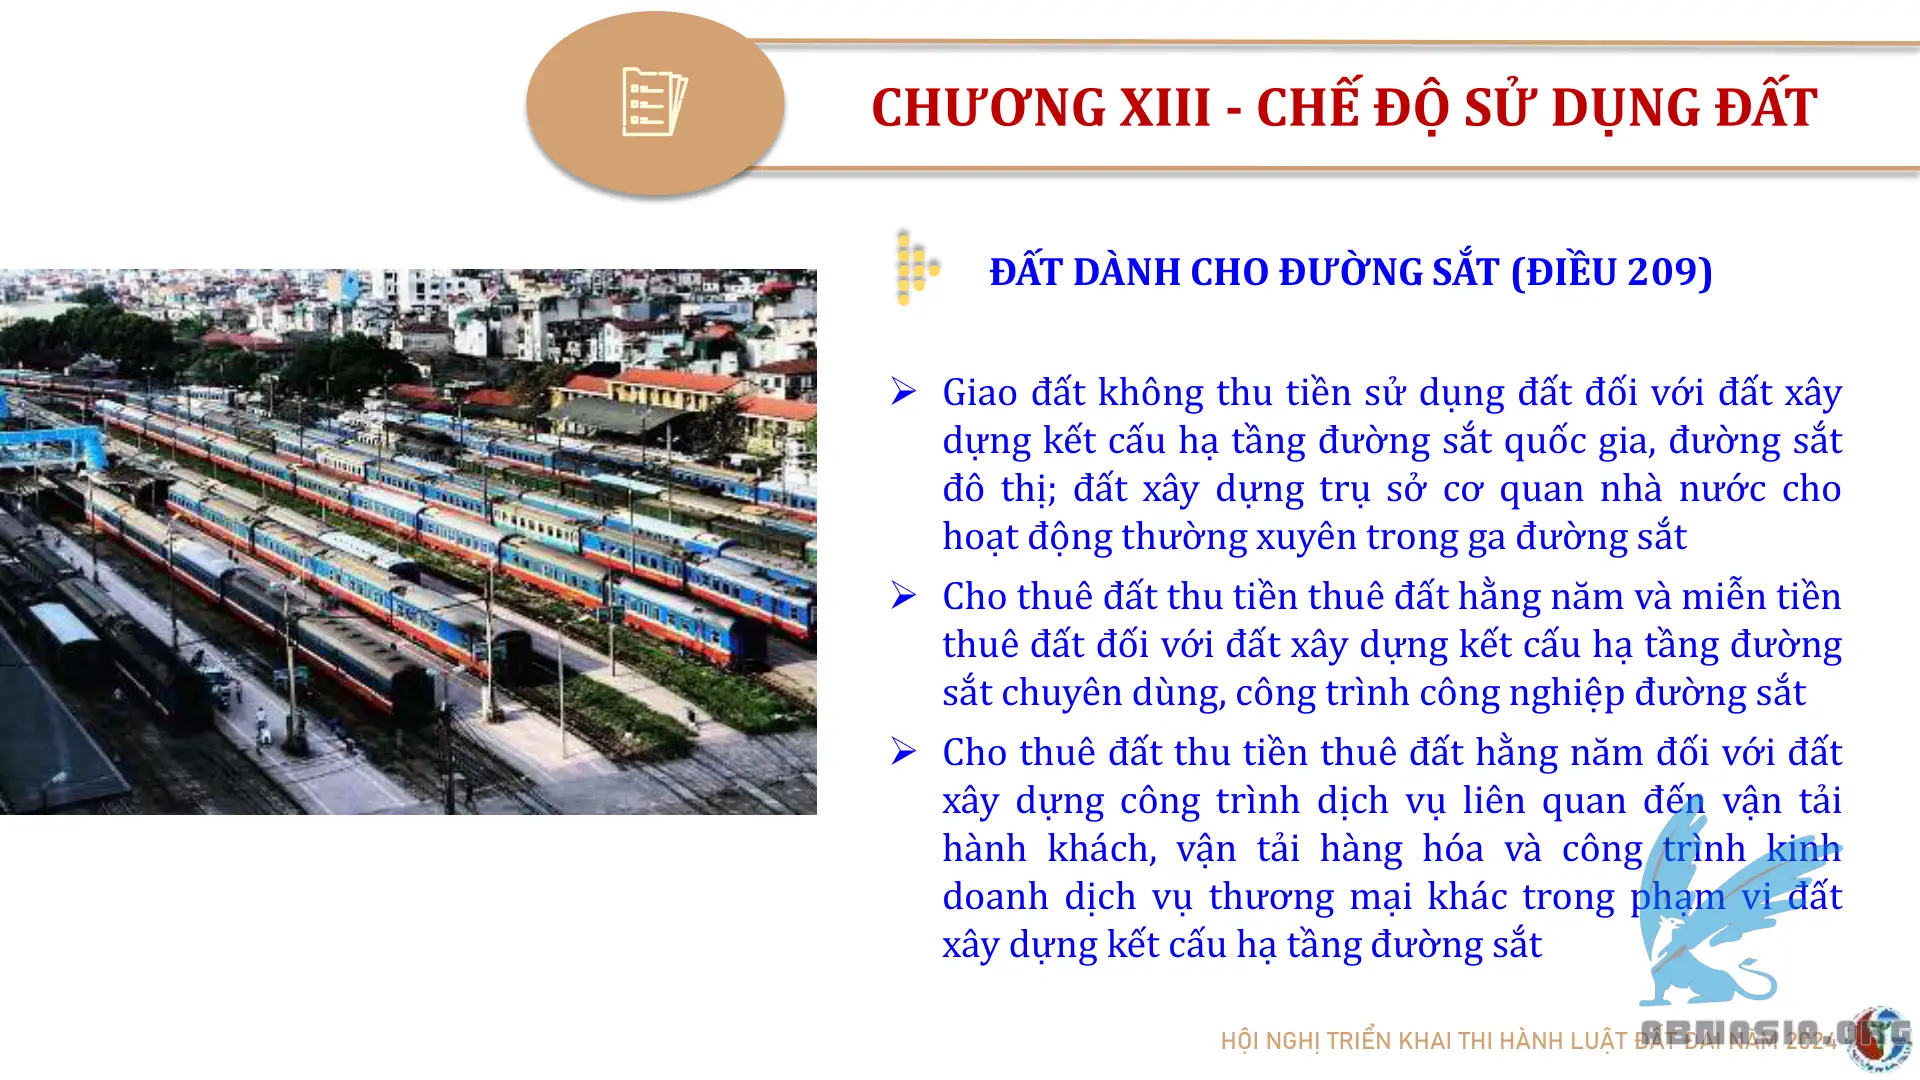 CHƯƠNG XIII - CHẾ ĐỘ SỬ DỤNG ĐẤT
ĐẤT DÀNH CHO ĐƯỜNG SẮT (ĐIỀU 209)
Giao đất không thu tiền sử dụng đất đối với đất xây
dựng kết cấu hạ tầng đường sắt quốc gia, đường sắt
đô thị; đất xây dựng trụ sở cơ quan nhà nước cho
hoạt động thường xuyên trong ga đường sắt
Cho thuê đất thu tiền thuê đất hằng năm và miễn tiền
thuê đất đối với đất xây dựng kết cấu hạ tầng đường
sắt chuyên dùng, công trình công nghiệp đường sắt
Cho thuê đất thu tiền thuê đất hằng năm đối với đất
xây dựng công trình dịch vụ liên quan đến vận tải
hành khách, vận tải hàng hóa và công trình kinh
doanh dịch vụ thương mại khác trong phạm vi đất
xây dựng kết cấu hạ tầng đường sắt
HỘI NGHỊ TRIỂN KHAI THI HÀNH LUẬT ĐẤT ĐAI NĂM 2024
ABMASIA.ORG